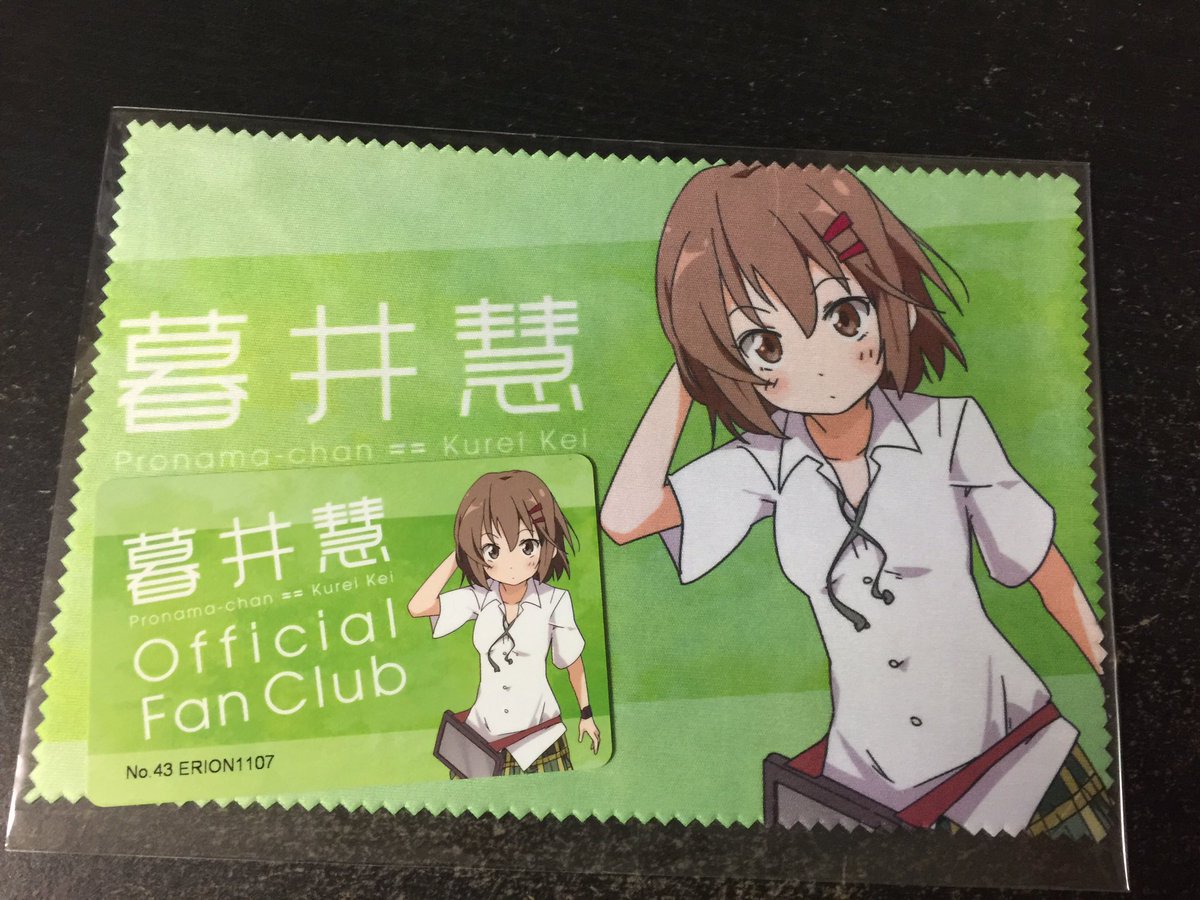 暮井慧
Pronama-chan == Kurei Kei
暮井慧
Pronama-chan == Kurei Kei
Official
Fan Club
No.43 ERION1107